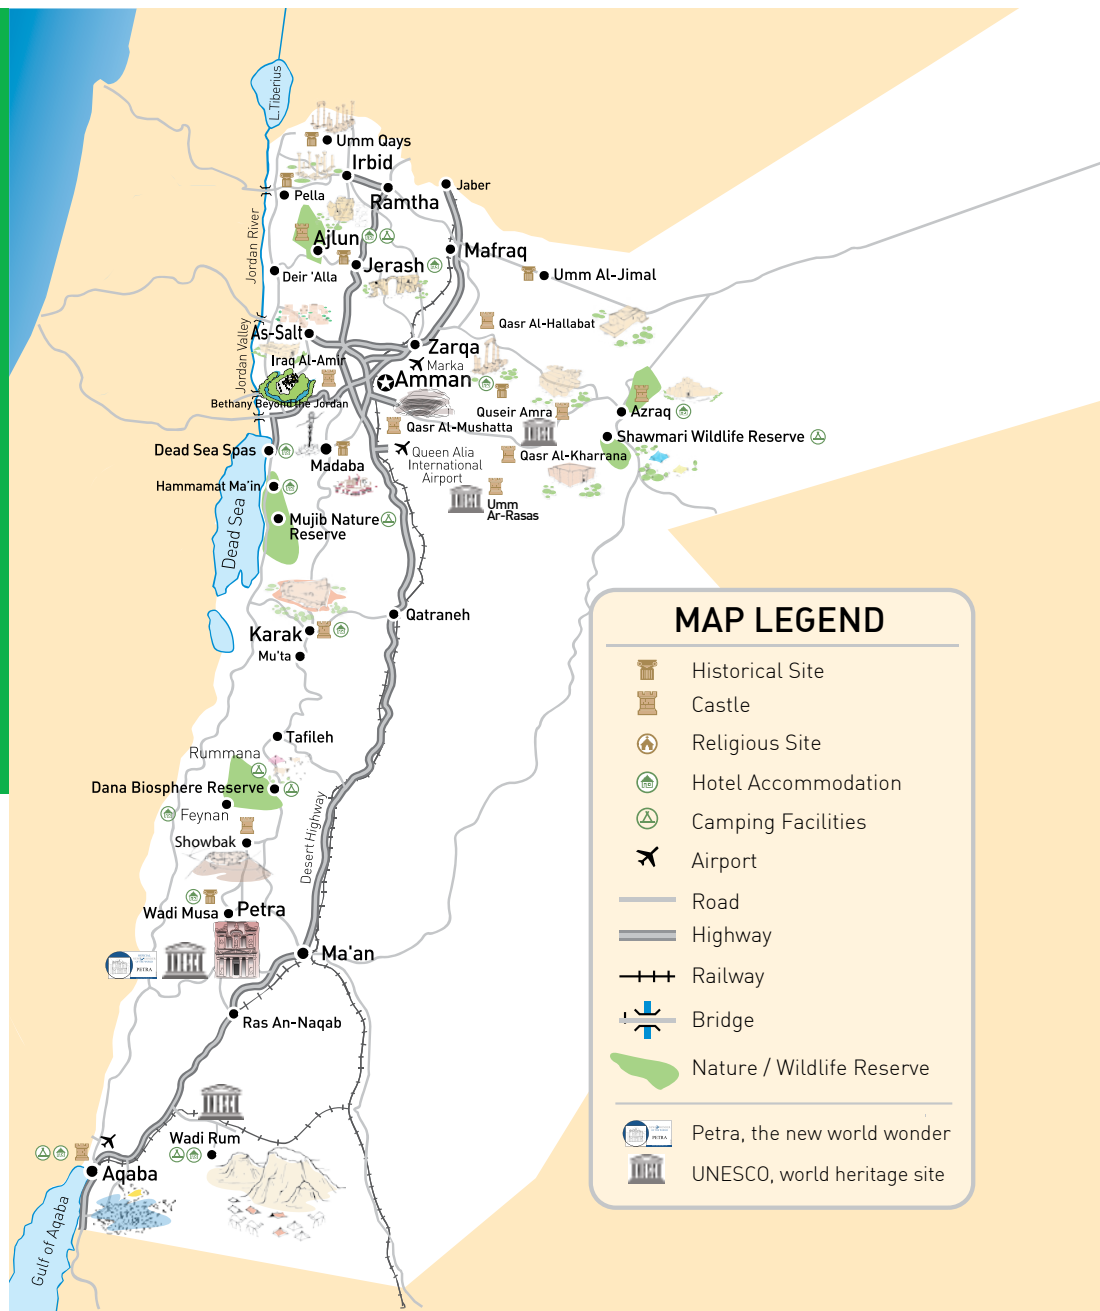 L.Tiberius
Umm Qays
Irbid
Jaber
Pella
Ramtha
Jordan River
Ajlun
Mafraq
Jerash
Deir 'Alla
Umm Al-Jimal
Qasr Al-Hallabat
As-Salt
Zarqa
Jordan Valley
Iraq Al-Amir
Marka
Amman
Bethany Beyond the Jordan
Quseir Amra
Azraq
Qasr Al-Mushatta
Shawmari Wildlife Reserve
Dead Sea Spas
Queen Alia
International
Airport
Qasr Al-Kharrana
Madaba
Hammamat Ma'in
Umm
Ar-Rasas
Mujib Nature
Reserve
Dead Sea
Qatraneh
Karak
Mu'ta
Tafileh
Rummana
Dana Biosphere Reserve
Feynan
Desert Highway
Showbak
Wadi Musa
Petra
PETRA
Ma'an
Ras An-Naqab
Wadi Rum
Aqaba
Gulf of Aqaba
MAP LEGEND
Historical Site
Castle
Religious Site
Hotel Accommodation
Camping Facilities
Airport
Road
Highway
Railway
Bridge
Nature / Wildlife Reserve
PETRA
Petra, the new world wonder
UNESCO, world heritage site